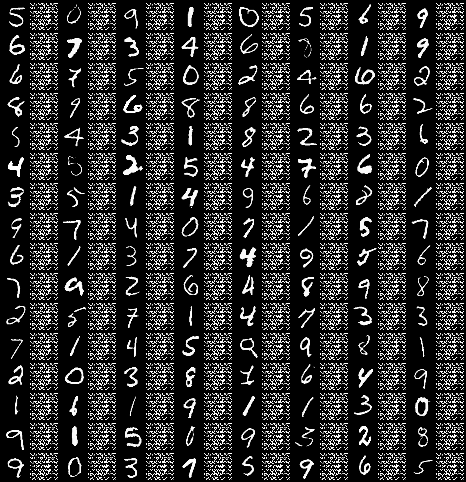 5 0 9 1 0 5 6 9
6 7 3 4 6 1 9
6 7 5 0 2 4 6 2
8 9 6 8 8 6 6 2
5 4 3 1 8 2 3 6
4 5 2 5 4 7 6 0
3 5 1 4 9 6 2 1
9 7 4 0 7 1 5 7
6 1 3 7 4 9 5 6
7 9 2 6 4 8 9 8
2 5 7 1 4 7 3 3
7 1 4 5 9 9 8 1
2 0 3 8 1 6 4 9
1 6 1 9 1 1 3 0
9 1 5 0 9 3 2 8
9 0 3 7 5 9 6 5